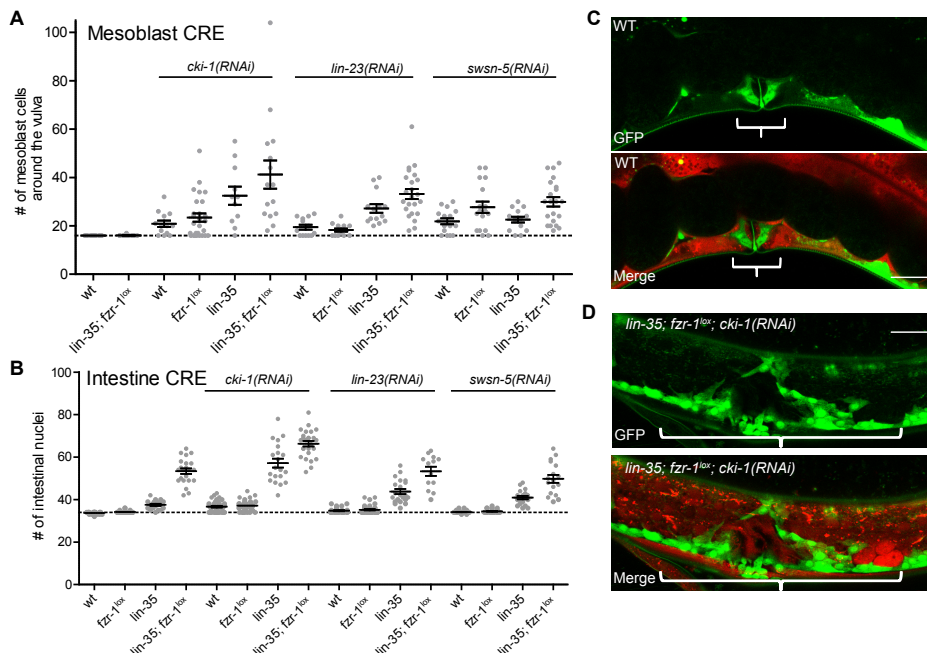 A
Mesoblast CRE
cki-1(RNAi)
lin-23(RNAi)
swsn-5(RNAi)
# of mesoblast cells
around the vulva
100
80
60
40
20
0
wt
lin-35; fzr-1lox
wt
fzr-1lox
lin-35
lin-35; fzr-1lox
wt
fzr-1lox
lin-35
lin-35; fzr-1lox
wt
fzr-1lox
lin-35
lin-35; fzr-1lox
B
Intestine CRE
cki-1(RNAi)
lin-23(RNAi)
swsn-5(RNAi)
# of intestinal nuclei
100
80
60
40
20
0
wt
fzr-1lox
lin-35
lin-35; fzr-1lox
wt
fzr-1lox
lin-35
lin-35; fzr-1lox
wt
fzr-1lox
lin-35
lin-35; fzr-1lox
wt
fzr-1lox
lin-35
lin-35; fzr-1lox
C
WT
GFP
WT
Merge
D
lin-35; fzr-1lox; cki-1(RNAi)
GFP
lin-35; fzr-1lox; cki-1(RNAi)
Merge